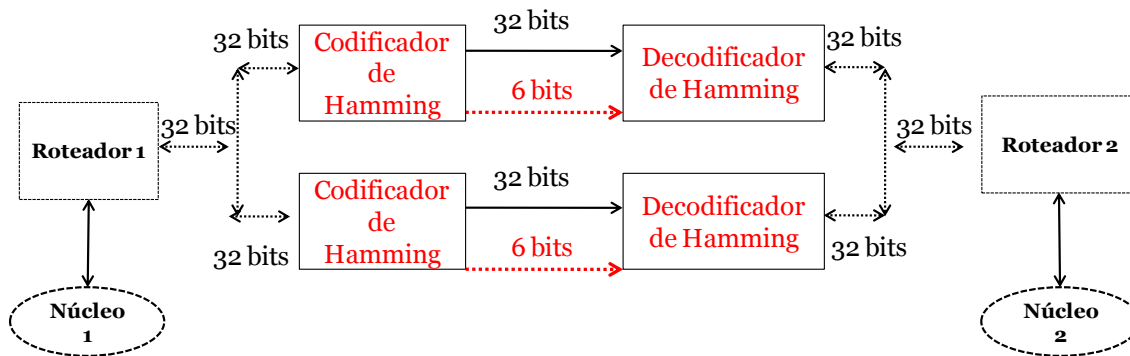 32 bits
Codificador
de
Hamming
32 bits
6 bits
Decodificador
de Hamming
32 bits
Roteador 1
32 bits
32 bits
Roteador 2
Codificador
de
Hamming
32 bits
6 bits
Decodificador
de Hamming
32 bits
32 bits
Núcleo
1
Núcleo
2